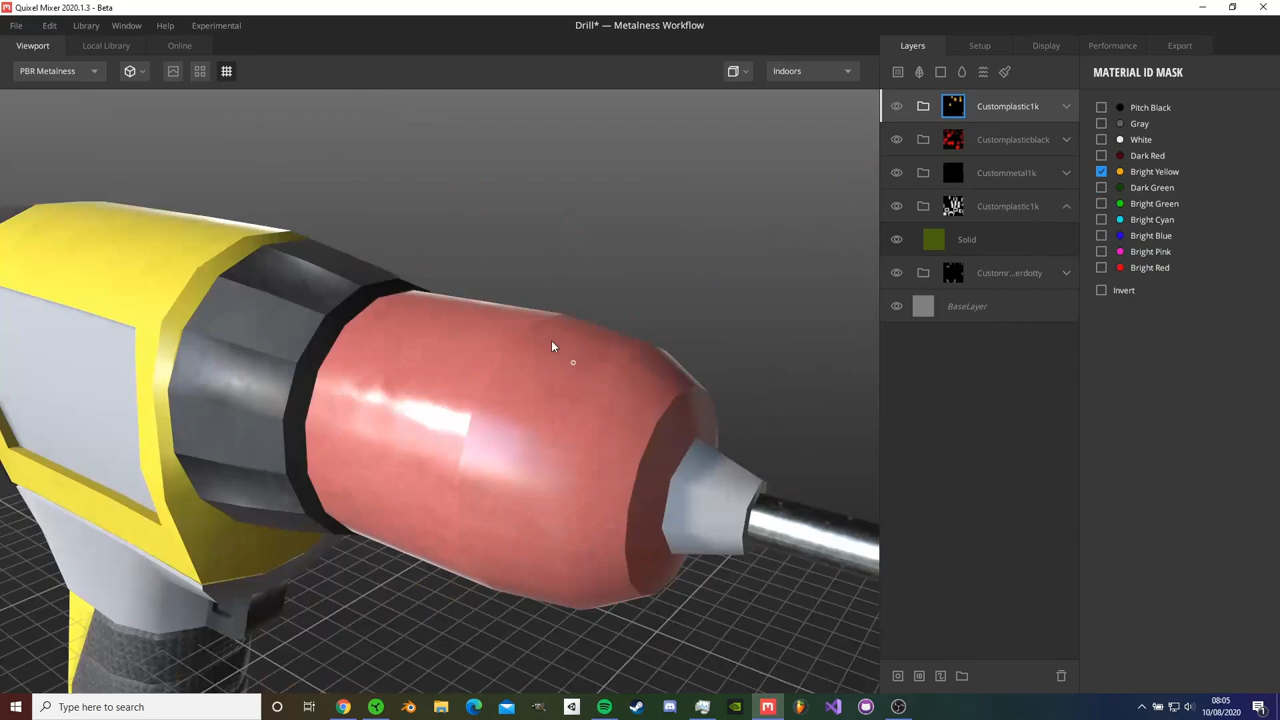 Quixel Mixer 2020.1.3 - Beta
File Edit Library Window Help Experimental
Drill* — Metalness Workflow
Viewport Local Library Online
Layers Setup Display Performance Export
PBR Metalness
Indoors
MATERIAL ID MASK
Customplastic1k
Pitch Black
Gray
Customplasticblack
White
Dark Red
Custommetal1k
Bright Yellow
Dark Green
Customplastic1k
Bright Green
Bright Cyan
Solid
Bright Blue
Bright Pink
Customr...erdotty
Bright Red
Invert
BaseLayer
Type here to search
08:05
10/08/2020